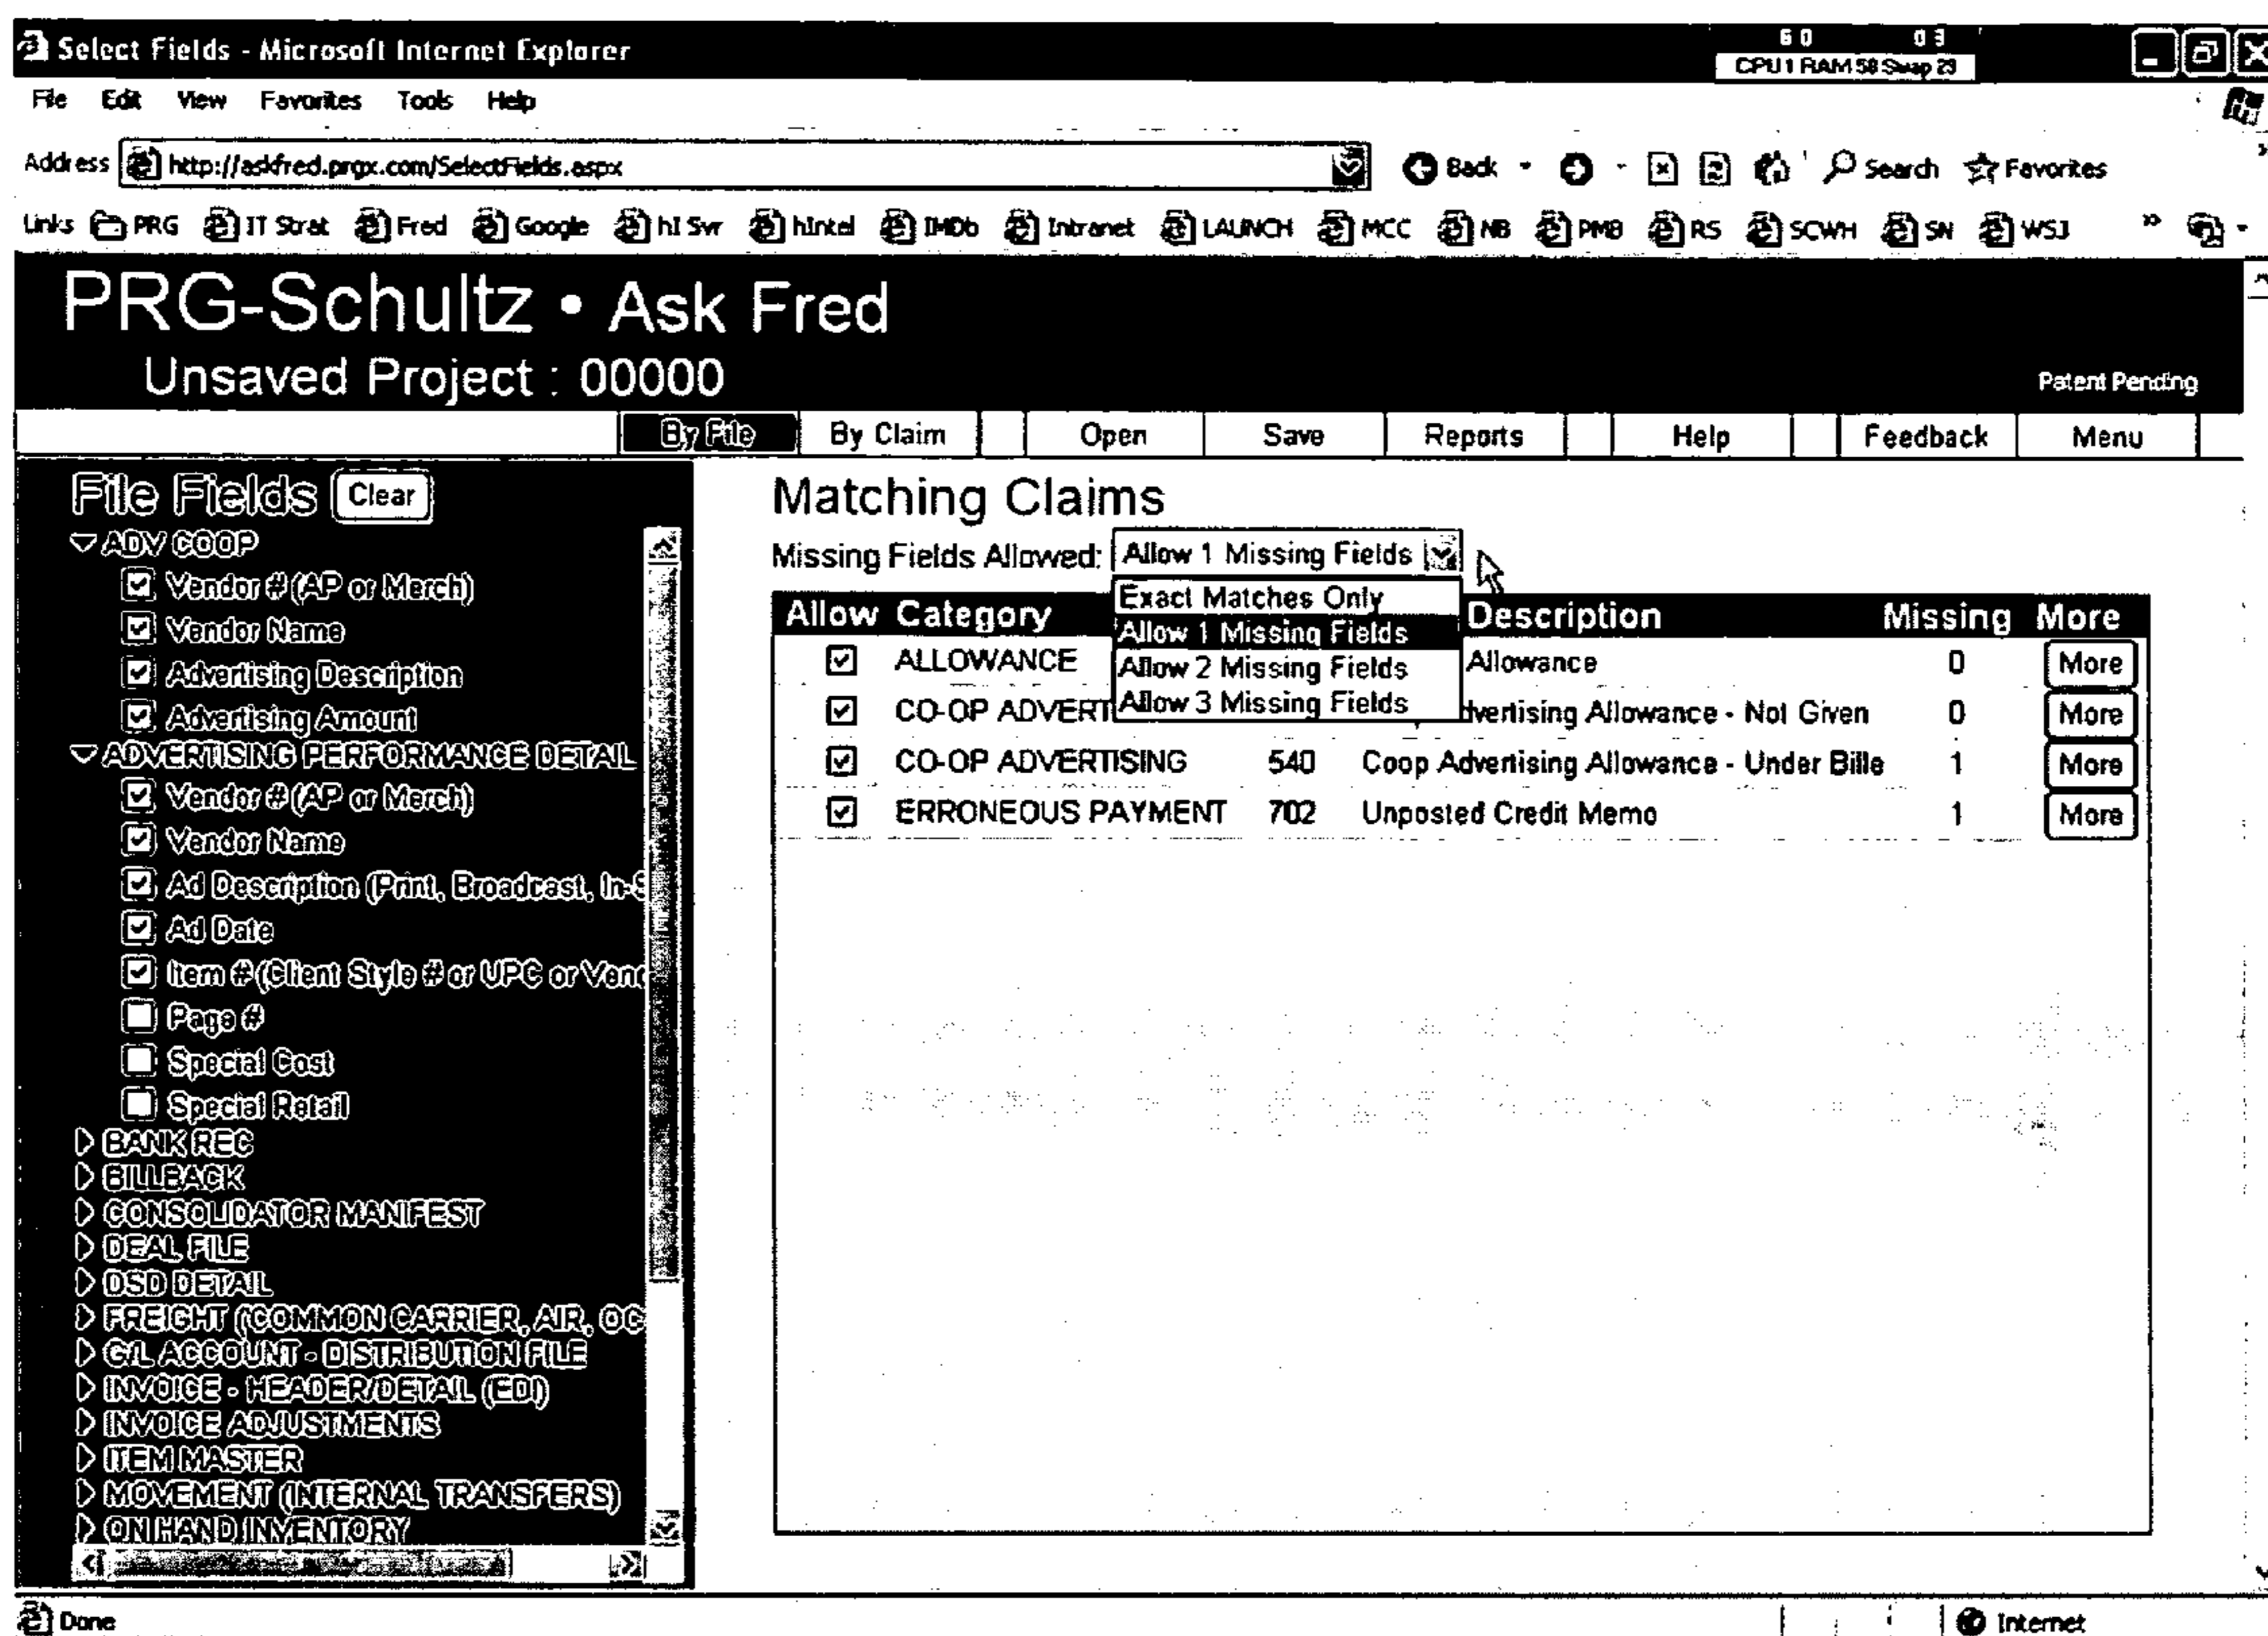 Select Fields - Microsoft Internet Explorer
60 03
CPU 1 RAM 58 Swap 23
File Edit View Favorites Tools Help
Address http://askfred.prgx.com/SelectFields.aspx Back Search Favorites
Links PRG IT Strat Fred Google hI Svr hIntel IMDb Intranet LAUNCH MCC NB PMB RS SCWH SN WSJ »
PRG-Schultz • Ask Fred
Unsaved Project : 00000
Patent Pending
By File By Claim Open Save Reports Help Feedback Menu
File Fields Clear
ADV COOP
Vendor # (AP or Merch)
Vendor Name
Advertising Description
Advertising Amount
ADVERTISING PERFORMANCE DETAIL
Vendor # (AP or Merch)
Vendor Name
Ad Description (Print, Broadcast, In-S
Ad Date
Item # (Client Style # or UPC or Vend
Page #
Special Cost
Special Retail
BANK REC
BILLBACK
CONSOLIDATOR MANIFEST
DEAL FILE
DSD DETAIL
FREIGHT (COMMON CARRIER, AIR, OC
G/L ACCOUNT - DISTRIBUTION FILE
INVOICE - HEADER/DETAIL (EDI)
INVOICE ADJUSTMENTS
ITEM MASTER
MOVEMENT (INTERNAL TRANSFERS)
ON HAND INVENTORY
Matching Claims
Missing Fields Allowed: Allow 1 Missing Fields
Exact Matches Only
Allow 1 Missing Fields
Allow 2 Missing Fields
Allow 3 Missing Fields
Allow Category Description Missing More
ALLOWANCE Allowance 0 More
CO-OP ADVERT dvertising Allowance - Not Given 0 More
CO-OP ADVERTISING 540 Coop Advertising Allowance - Under Bille 1 More
ERRONEOUS PAYMENT 702 Unposted Credit Memo 1 More
Done Internet